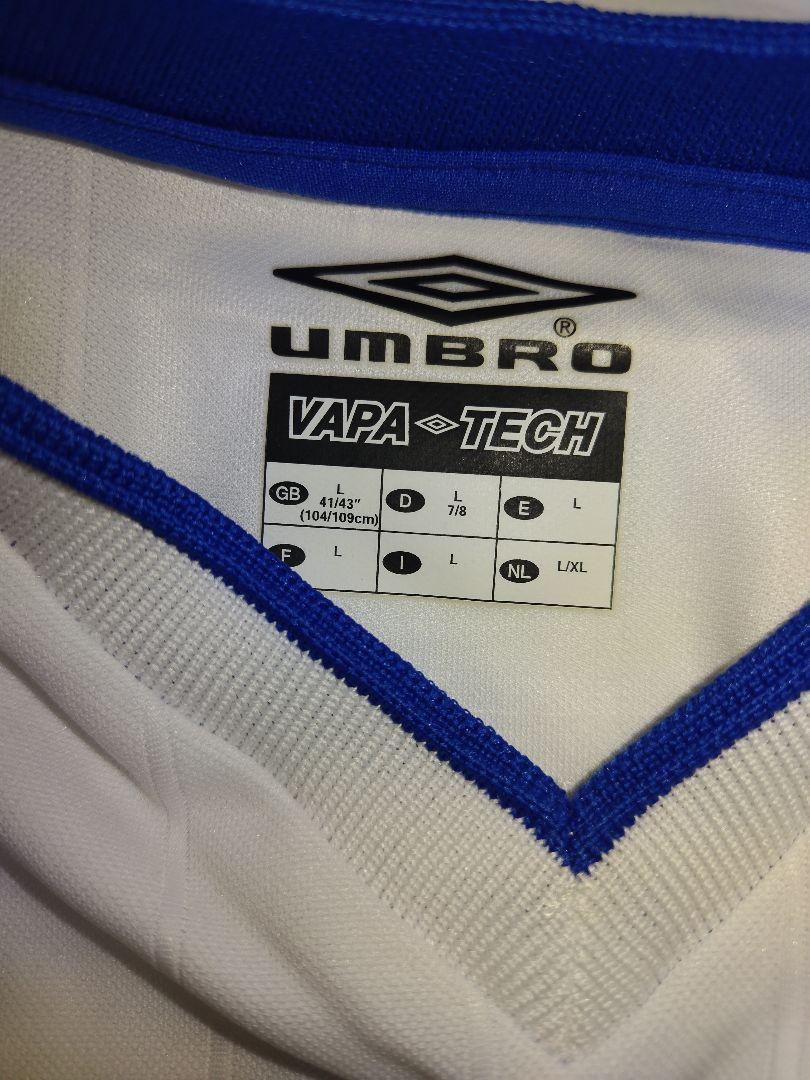 UMBRO®
VAPA TECH
GB L
41/43"
(104/109cm)
D L
7/8
E L
F L
I L
NL L/XL